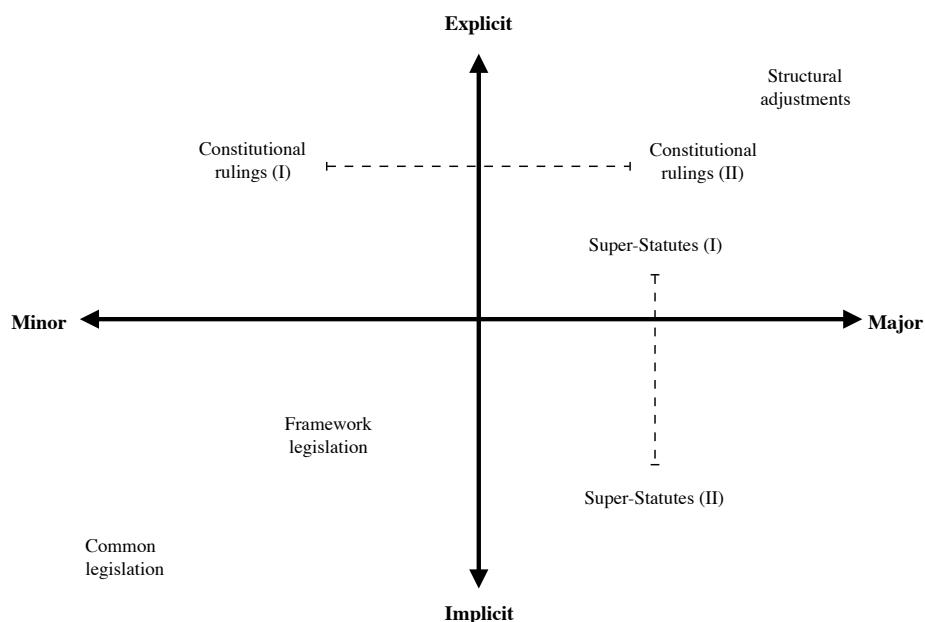 Explicit
Structural
adjustments
Constitutional
rulings (I)
Constitutional
rulings (II)
Super-Statutes (I)
Minor
Major
Framework
legislation
Super-Statutes (II)
Common
legislation
Implicit